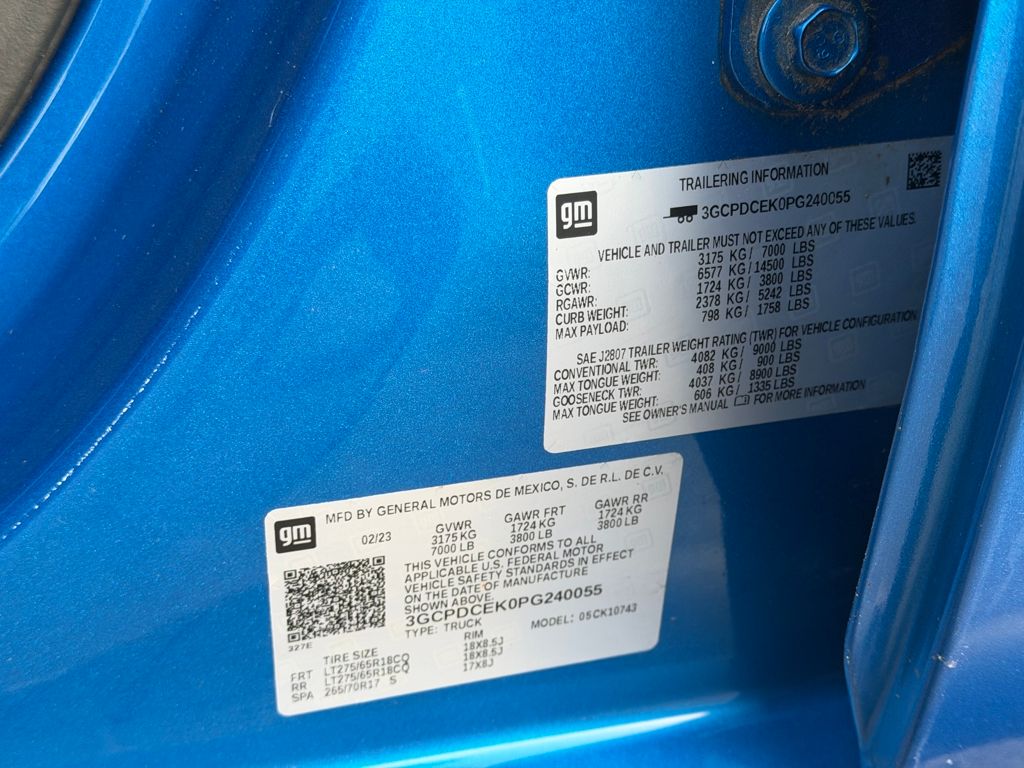 gm
TRAILERING INFORMATION
3GCPDCEK0PG240055
VEHICLE AND TRAILER MUST NOT EXCEED ANY OF THESE VALUES.
GVWR: 3175 KG/ 7000 LBS
GCWR: 6577 KG/14500 LBS
RGAWR: 1724 KG/ 3800 LBS
CURB WEIGHT: 2378 KG/ 5242 LBS
MAX PAYLOAD: 798 KG/ 1758 LBS
SAE J2807 TRAILER WEIGHT RATING (TWR) FOR VEHICLE CONFIGURATION
CONVENTIONAL TWR: 4082 KG/ 9000 LBS
MAX TONGUE WEIGHT: 408 KG/ 900 LBS
GOOSENECK TWR: 4037 KG/ 8900 LBS
MAX TONGUE WEIGHT: 606 KG/ 1335 LBS
SEE OWNER'S MANUAL FOR MORE INFORMATION
gm
MFD BY GENERAL MOTORS DE MEXICO, S. DE R.L. DE C.V.
02/23 GVWR GAWR FRT GAWR RR
3175 KG 1724 KG 1724 KG
7000 LB 3800 LB 3800 LB
THIS VEHICLE CONFORMS TO ALL
APPLICABLE U.S. FEDERAL MOTOR
VEHICLE SAFETY STANDARDS IN EFFECT
ON THE DATE OF MANUFACTURE
SHOWN ABOVE.
3GCPDCEK0PG240055
TYPE: TRUCK MODEL: 05CK10743
327E
TIRE SIZE RIM
FRT LT275/65R18CQ 18X8.5J
RR LT275/65R18CQ 18X8.5J
SPA 265/70R17 S 17X8J